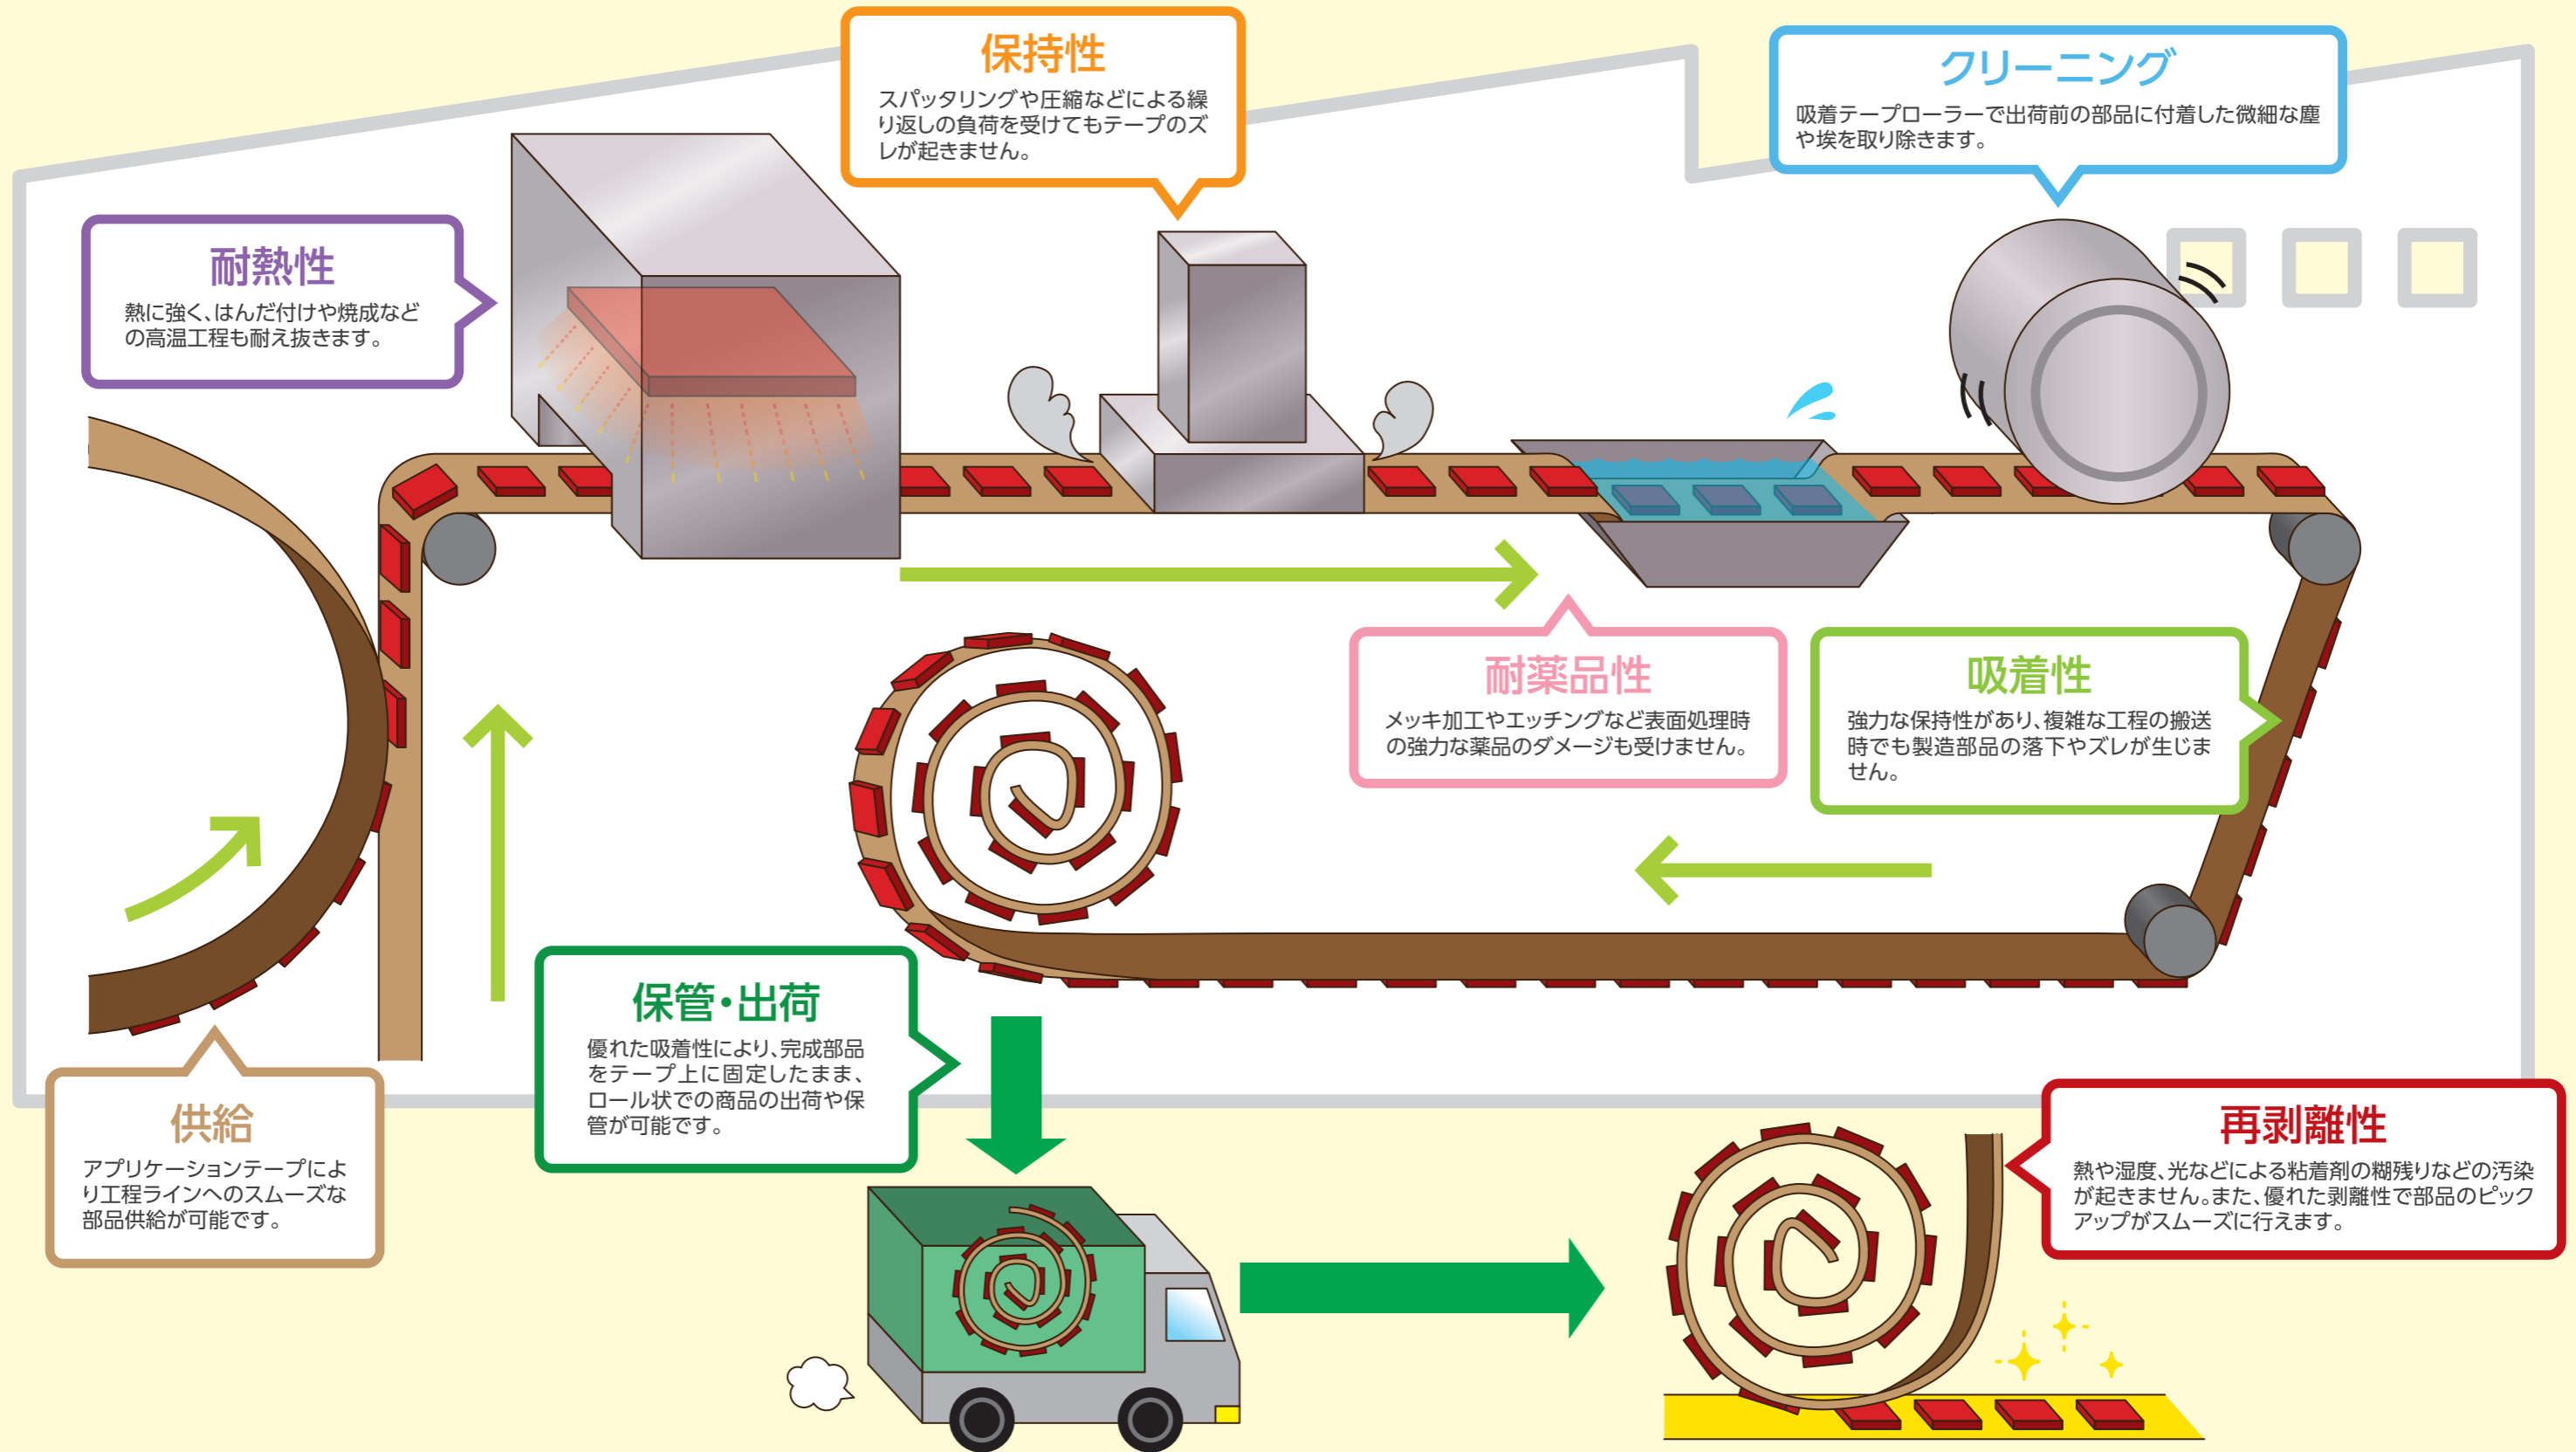 保持性
スパッタリングや圧縮などによる繰
り返しの負荷を受けてもテープのズ
レが起きません。
クリーニング
吸着テープローラーで出荷前の部品に付着した微細な塵
や埃を取り除きます。
耐熱性
熱に強く、はんだ付けや焼成など
の高温工程も耐え抜きます。
耐薬品性
メッキ加工やエッチングなど表面処理時
の強力な薬品のダメージも受けません。
吸着性
強力な保持性があり、複雑な工程の搬送
時でも製造部品の落下やズレが生じま
せん。
保管・出荷
優れた吸着性により、完成部品
をテープ上に固定したまま、
ロール状での商品の出荷や保
管が可能です。
供給
アプリケーションテープによ
り工程ラインへのスムーズな
部品供給が可能です。
再剥離性
熱や湿度、光などによる粘着剤の糊残りなどの汚染
が起きません。また、優れた剥離性で部品のピック
アップがスムーズに行えます。